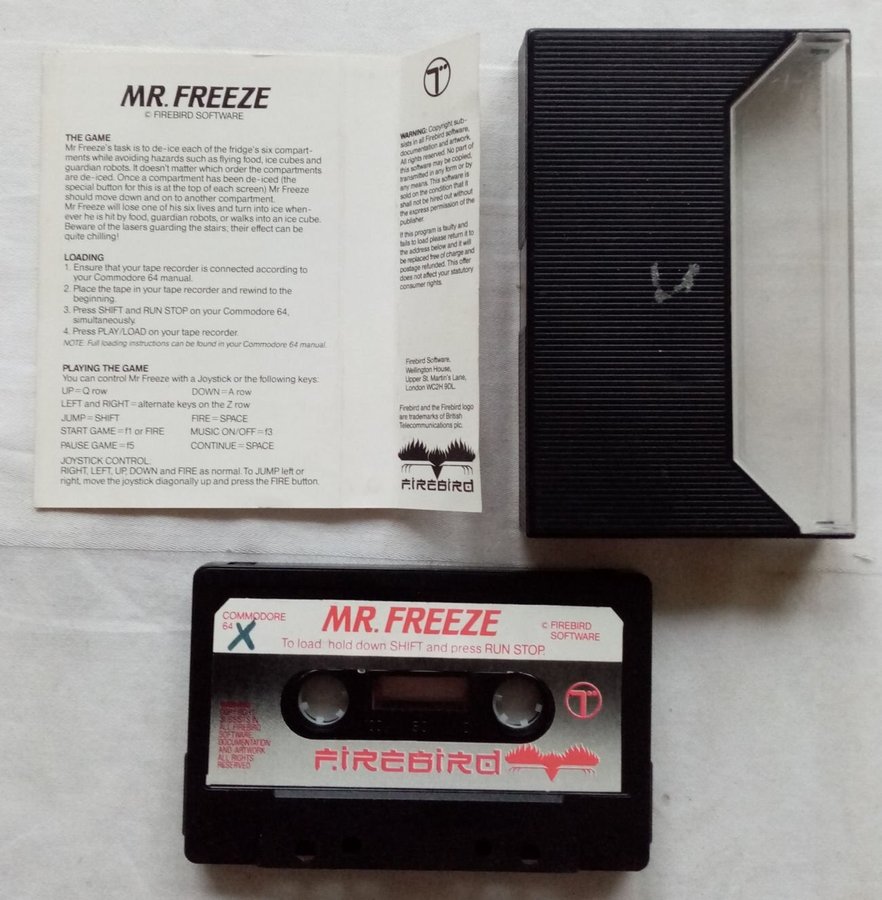 MR. FREEZE
© FIREBIRD SOFTWARE
THE GAME
Mr Freeze's task is to de-ice each of the fridge's six compart-
ments while avoiding hazards such as flying food, ice cubes and
guardian robots. It doesn't matter which order the compartments
are de-iced. Once a compartment has been de-iced (the
special button for this is at the top of each screen) Mr Freeze
should move down and on to another compartment.
Mr Freeze will lose one of his six lives and turn into ice when-
ever he is hit by food, guardian robots, or walks into an ice cube.
Beware of the lasers guarding the stairs; their effect can be
quite chilling!
LOADING
1. Ensure that your tape recorder is connected according to
your Commodore 64 manual.
2. Place the tape in your tape recorder and rewind to the
beginning.
3. Press SHIFT and RUN STOP on your Commodore 64,
simultaneously.
4. Press PLAY/LOAD on your tape recorder.
NOTE: Full loading instructions can be found in your Commodore 64 manual.
PLAYING THE GAME
You can control Mr Freeze with a Joystick or the following keys:
UP=Q row DOWN=A row
LEFT and RIGHT=alternate keys on the Z row
JUMP=SHIFT FIRE=SPACE
START GAME=f1 or FIRE MUSIC ON/OFF=f3
PAUSE GAME=f5 CONTINUE=SPACE
JOYSTICK CONTROL:
RIGHT, LEFT, UP, DOWN and FIRE as normal. To JUMP left or
right, move the joystick diagonally up and press the FIRE button.
WARNING: Copyright sub-
sists in all Firebird software,
documentation and artwork.
All rights reserved. No part of
this software may be copied,
transmitted in any form or by
any means. This software is
sold on the condition that it
shall not be hired out without
the express permission of the
publisher.
If this program is faulty and
fails to load please return it to
the address below and it will
be replaced free of charge and
postage refunded. This offer
does not affect your statutory
consumer rights.
Firebird Software,
Wellington House,
Upper St. Martin's Lane,
London WC2H 9DL.
Firebird and the Firebird logo
are trademarks of British
Telecommunications plc.
FIREBIRD
COMMODORE
64
X
MR. FREEZE
© FIREBIRD
SOFTWARE
To load: hold down SHIFT and press RUN STOP.
WARNING:
COPYRIGHT
SUBSISTS IN
ALL FIREBIRD
SOFTWARE,
DOCUMENTATION
AND ARTWORK
ALL RIGHTS
RESERVED
FIREBIRD